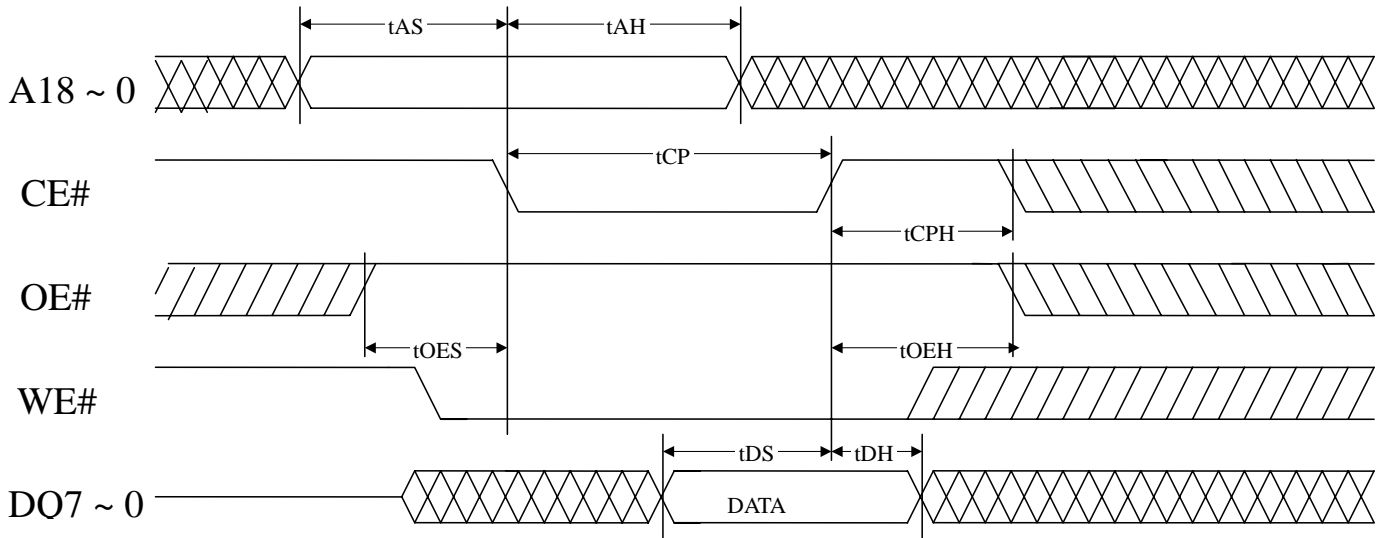 tAS tAH
A18 ~ 0
tCP
CE#
tCPH
OE#
tOES tOEH
WE#
tDS tDH
DQ7 ~ 0 DATA